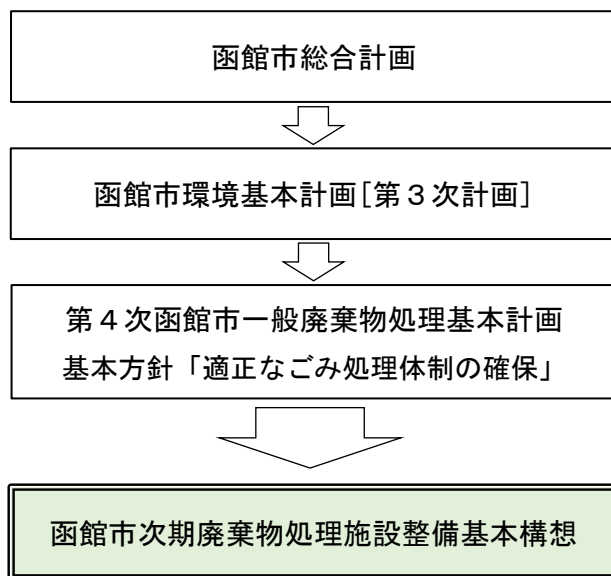 函館市総合計画
函館市環境基本計画[第３次計画]
第４次函館市一般廃棄物処理基本計画
基本方針「適正なごみ処理体制の確保」
函館市次期廃棄物処理施設整備基本構想